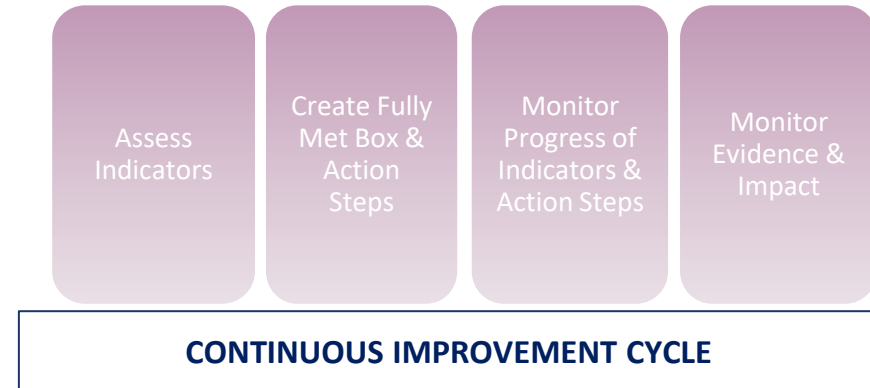 Assess
Indicators
Create Fully
Met Box &
Action
Steps
Monitor
Progress of
Indicators &
Action Steps
Monitor
Evidence &
Impact
CONTINUOUS IMPROVEMENT CYCLE